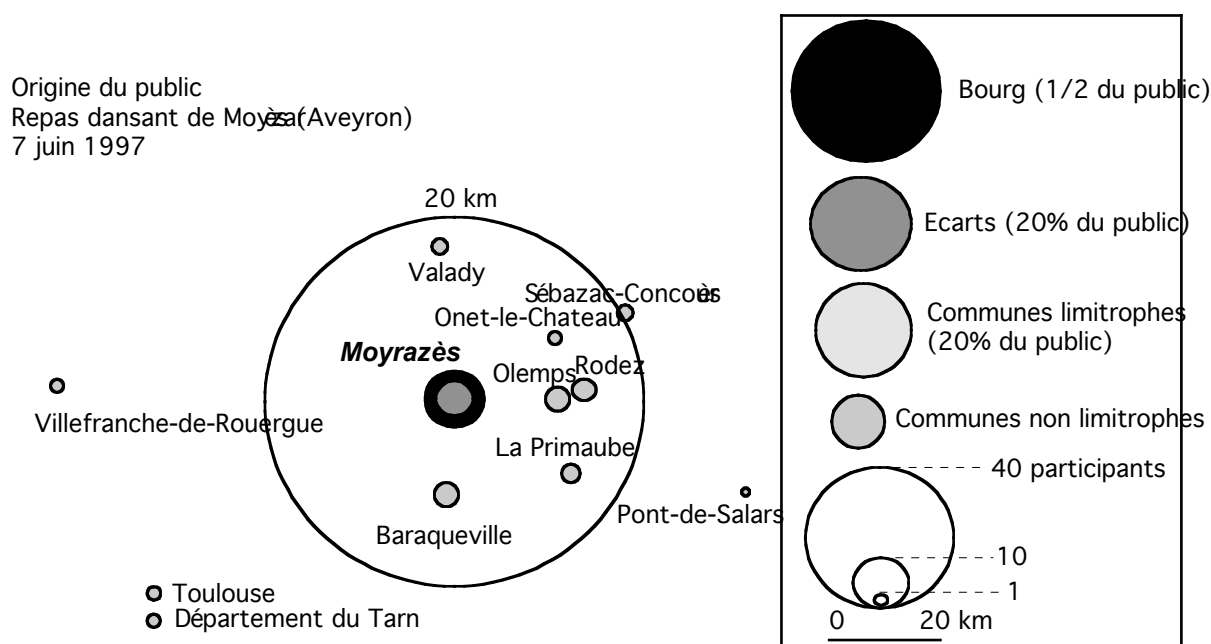 Origine du public
Repas dansant de Moyrazès (Aveyron)
7 juin 1997
20 km
Valady
Sébazac-Concourès
Onet-le-Chateau
Moyrazès
Olemps
Rodez
Villefranche-de-Rouergue
La Primaube
Pont-de-Salars
Baraqueville
Toulouse
Département du Tarn
Bourg (1/2 du public)
Ecarts (20% du public)
Communes limitrophes
(20% du public)
Communes non limitrophes
40 participants
10
1
0 20 km